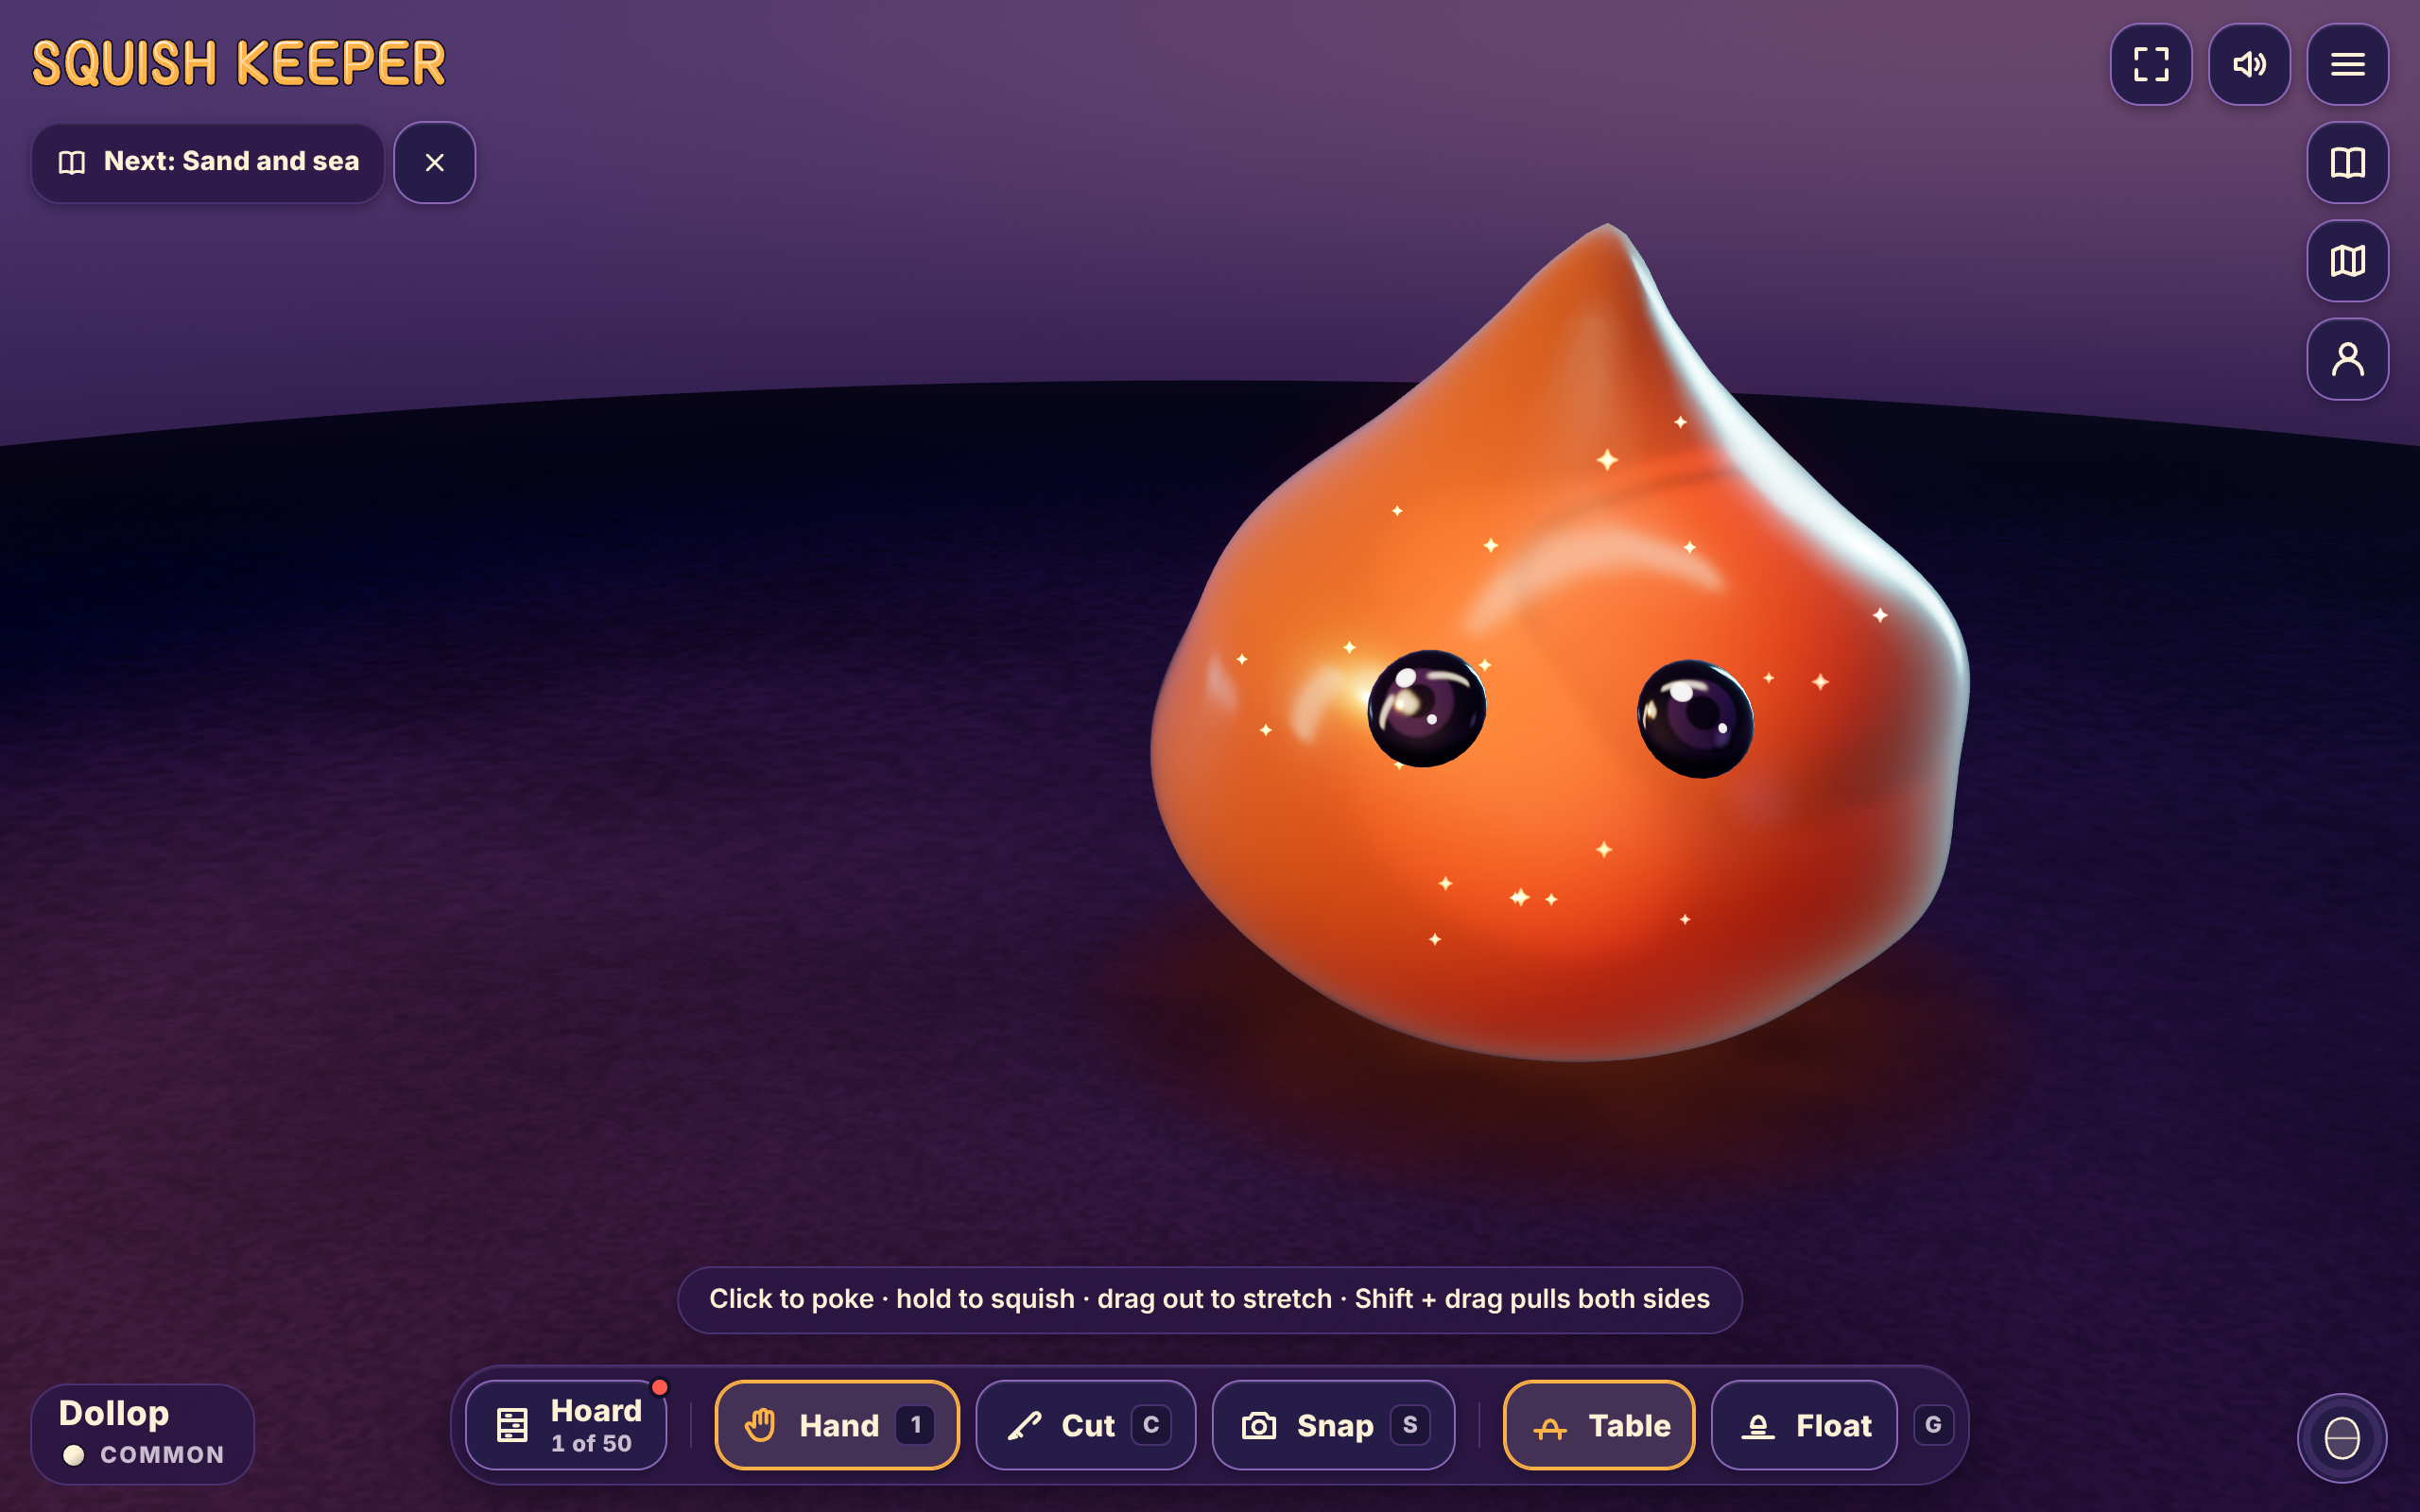 SQUISH KEEPER
Next: Sand and sea
Click to poke · hold to squish · drag out to stretch · Shift + drag pulls both sides
Dollop
COMMON
Hoard
1 of 50
Hand 1
Cut C
Snap S
Table
Float G